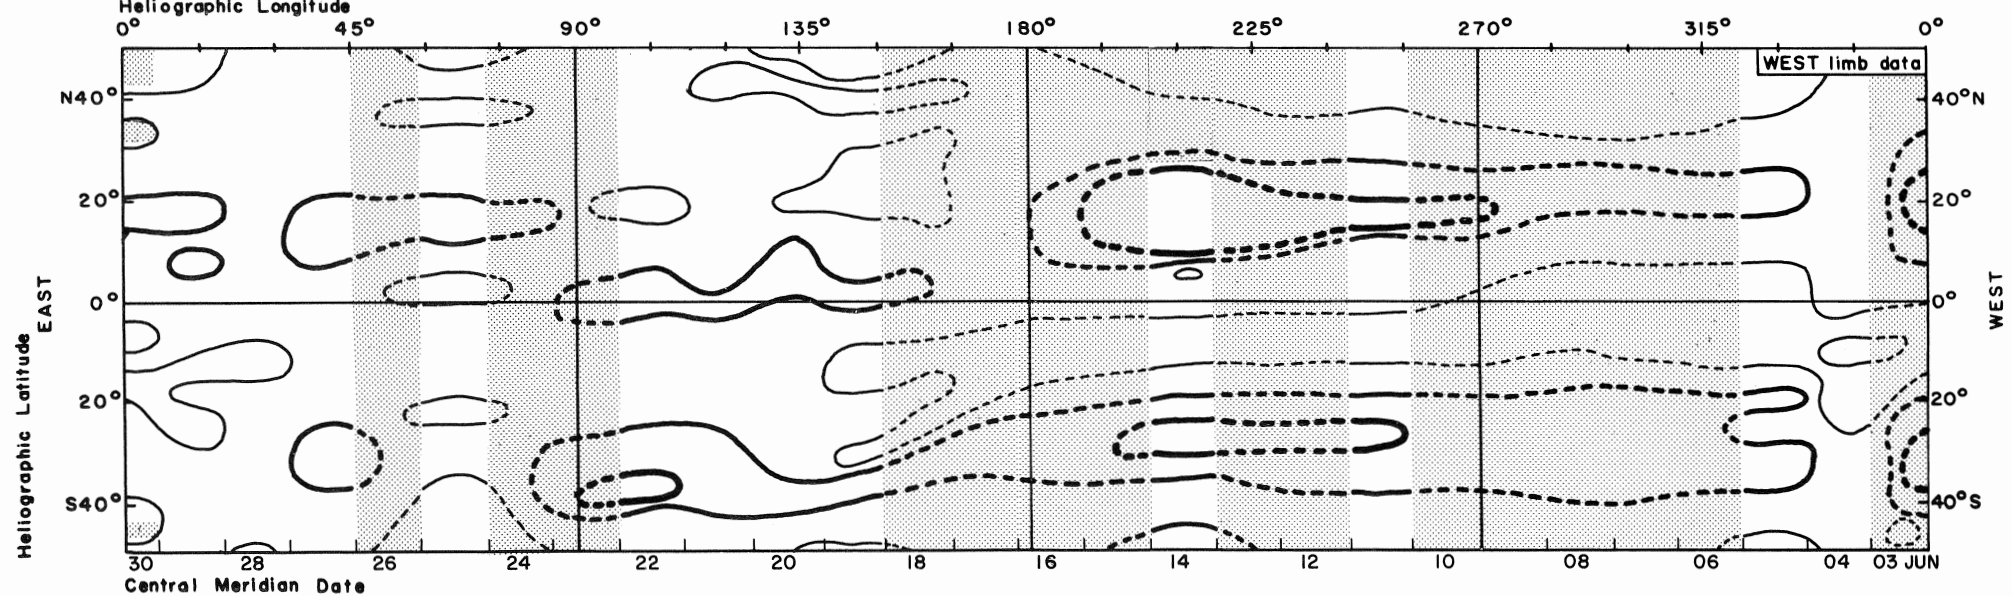 Heliographic Longitude
0° 45° 90° 135° 180° 225° 270° 315° 0°
WEST limb data
N40° 40°N
20° 20°
EAST 0° 0° WEST
20° 20°
S40° 40°S
Heliographic Latitude
30 28 26 24 22 20 18 16 14 12 10 08 06 04 03 JUN
Central Meridian Date